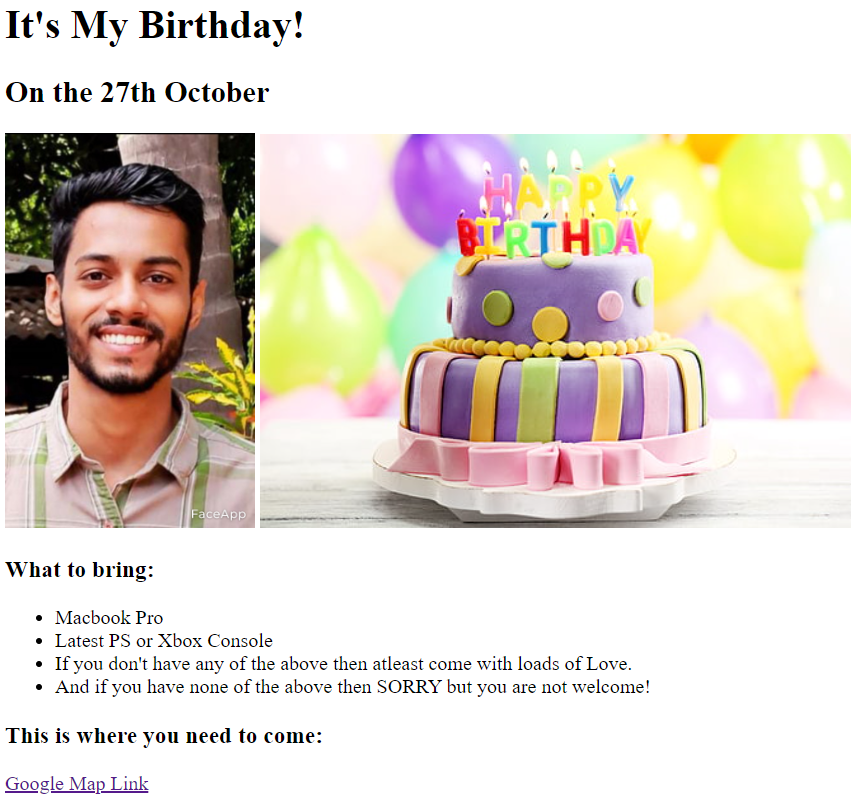 It's My Birthday!
On the 27th October
HAPPY
BIRTHDAY
FaceApp
What to bring:
Macbook Pro
Latest PS or Xbox Console
If you don't have any of the above then atleast come with loads of Love.
And if you have none of the above then SORRY but you are not welcome!
This is where you need to come:
Google Map Link